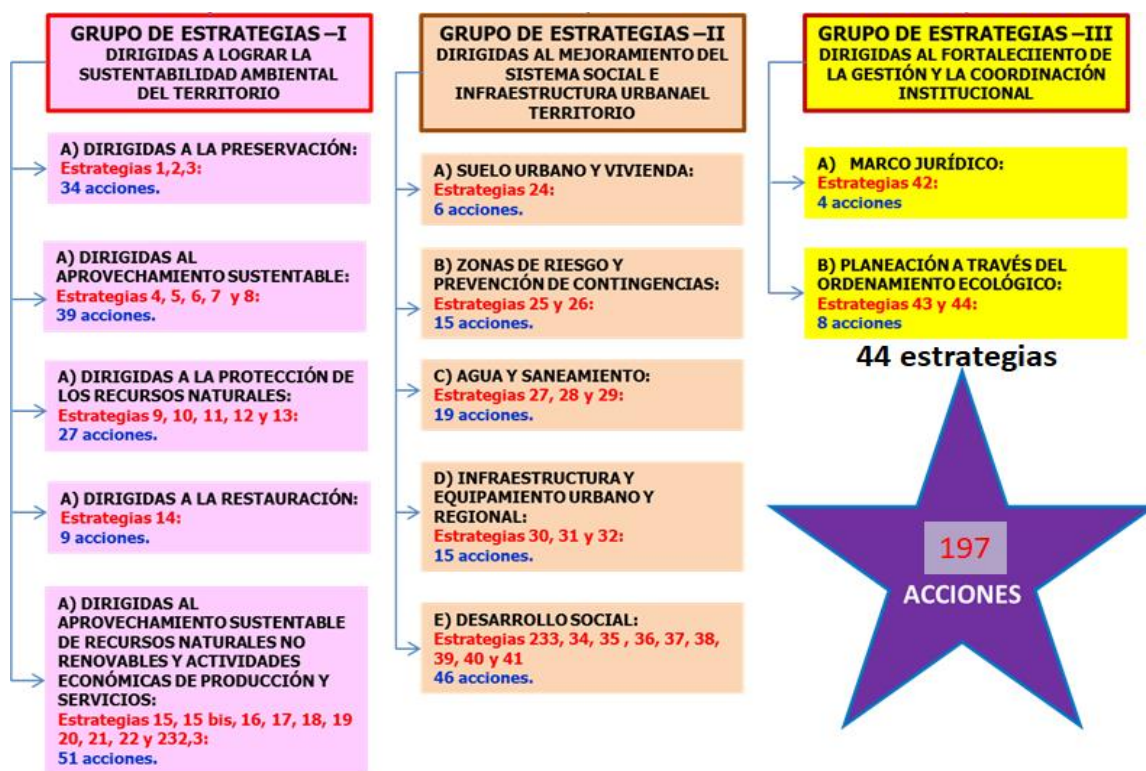 GRUPO DE ESTRATEGIAS –I
DIRIGIDAS A LOGRAR LA
SUSTENTABILIDAD AMBIENTAL
DEL TERRITORIO
A) DIRIGIDAS A LA PRESERVACIÓN:
Estrategias 1,2,3:
34 acciones.
A) DIRIGIDAS AL
APROVECHAMIENTO SUSTENTABLE:
Estrategias 4, 5, 6, 7 y 8:
39 acciones.
A) DIRIGIDAS A LA PROTECCIÓN DE
LOS RECURSOS NATURALES:
Estrategias 9, 10, 11, 12 y 13:
27 acciones.
A) DIRIGIDAS A LA RESTAURACIÓN:
Estrategias 14:
9 acciones.
A) DIRIGIDAS AL
APROVECHAMIENTO SUSTENTABLE
DE RECURSOS NATURALES NO
RENOVABLES Y ACTIVIDADES
ECONÓMICAS DE PRODUCCIÓN Y
SERVICIOS:
Estrategias 15, 15 bis, 16, 17, 18, 19
20, 21, 22 y 232,3:
51 acciones.
GRUPO DE ESTRATEGIAS –II
DIRIGIDAS AL MEJORAMIENTO DEL
SISTEMA SOCIAL E
INFRAESTRUCTURA URBANAEL
TERRITORIO
A) SUELO URBANO Y VIVIENDA:
Estrategias 24:
6 acciones.
B) ZONAS DE RIESGO Y
PREVENCIÓN DE CONTINGENCIAS:
Estrategias 25 y 26:
15 acciones.
C) AGUA Y SANEAMIENTO:
Estrategias 27, 28 y 29:
19 acciones.
D) INFRAESTRUCTURA Y
EQUIPAMIENTO URBANO Y
REGIONAL:
Estrategias 30, 31 y 32:
15 acciones.
E) DESARROLLO SOCIAL:
Estrategias 233, 34, 35 , 36, 37, 38,
39, 40 y 41
46 acciones.
GRUPO DE ESTRATEGIAS –III
DIRIGIDAS AL FORTALECIIENTO DE
LA GESTIÓN Y LA COORDINACIÓN
INSTITUCIONAL
A) MARCO JURÍDICO:
Estrategias 42:
4 acciones
B) PLANEACIÓN A TRAVÉS DEL
ORDENAMIENTO ECOLÓGICO:
Estrategias 43 y 44:
8 acciones
44 estrategias
197
ACCIONES